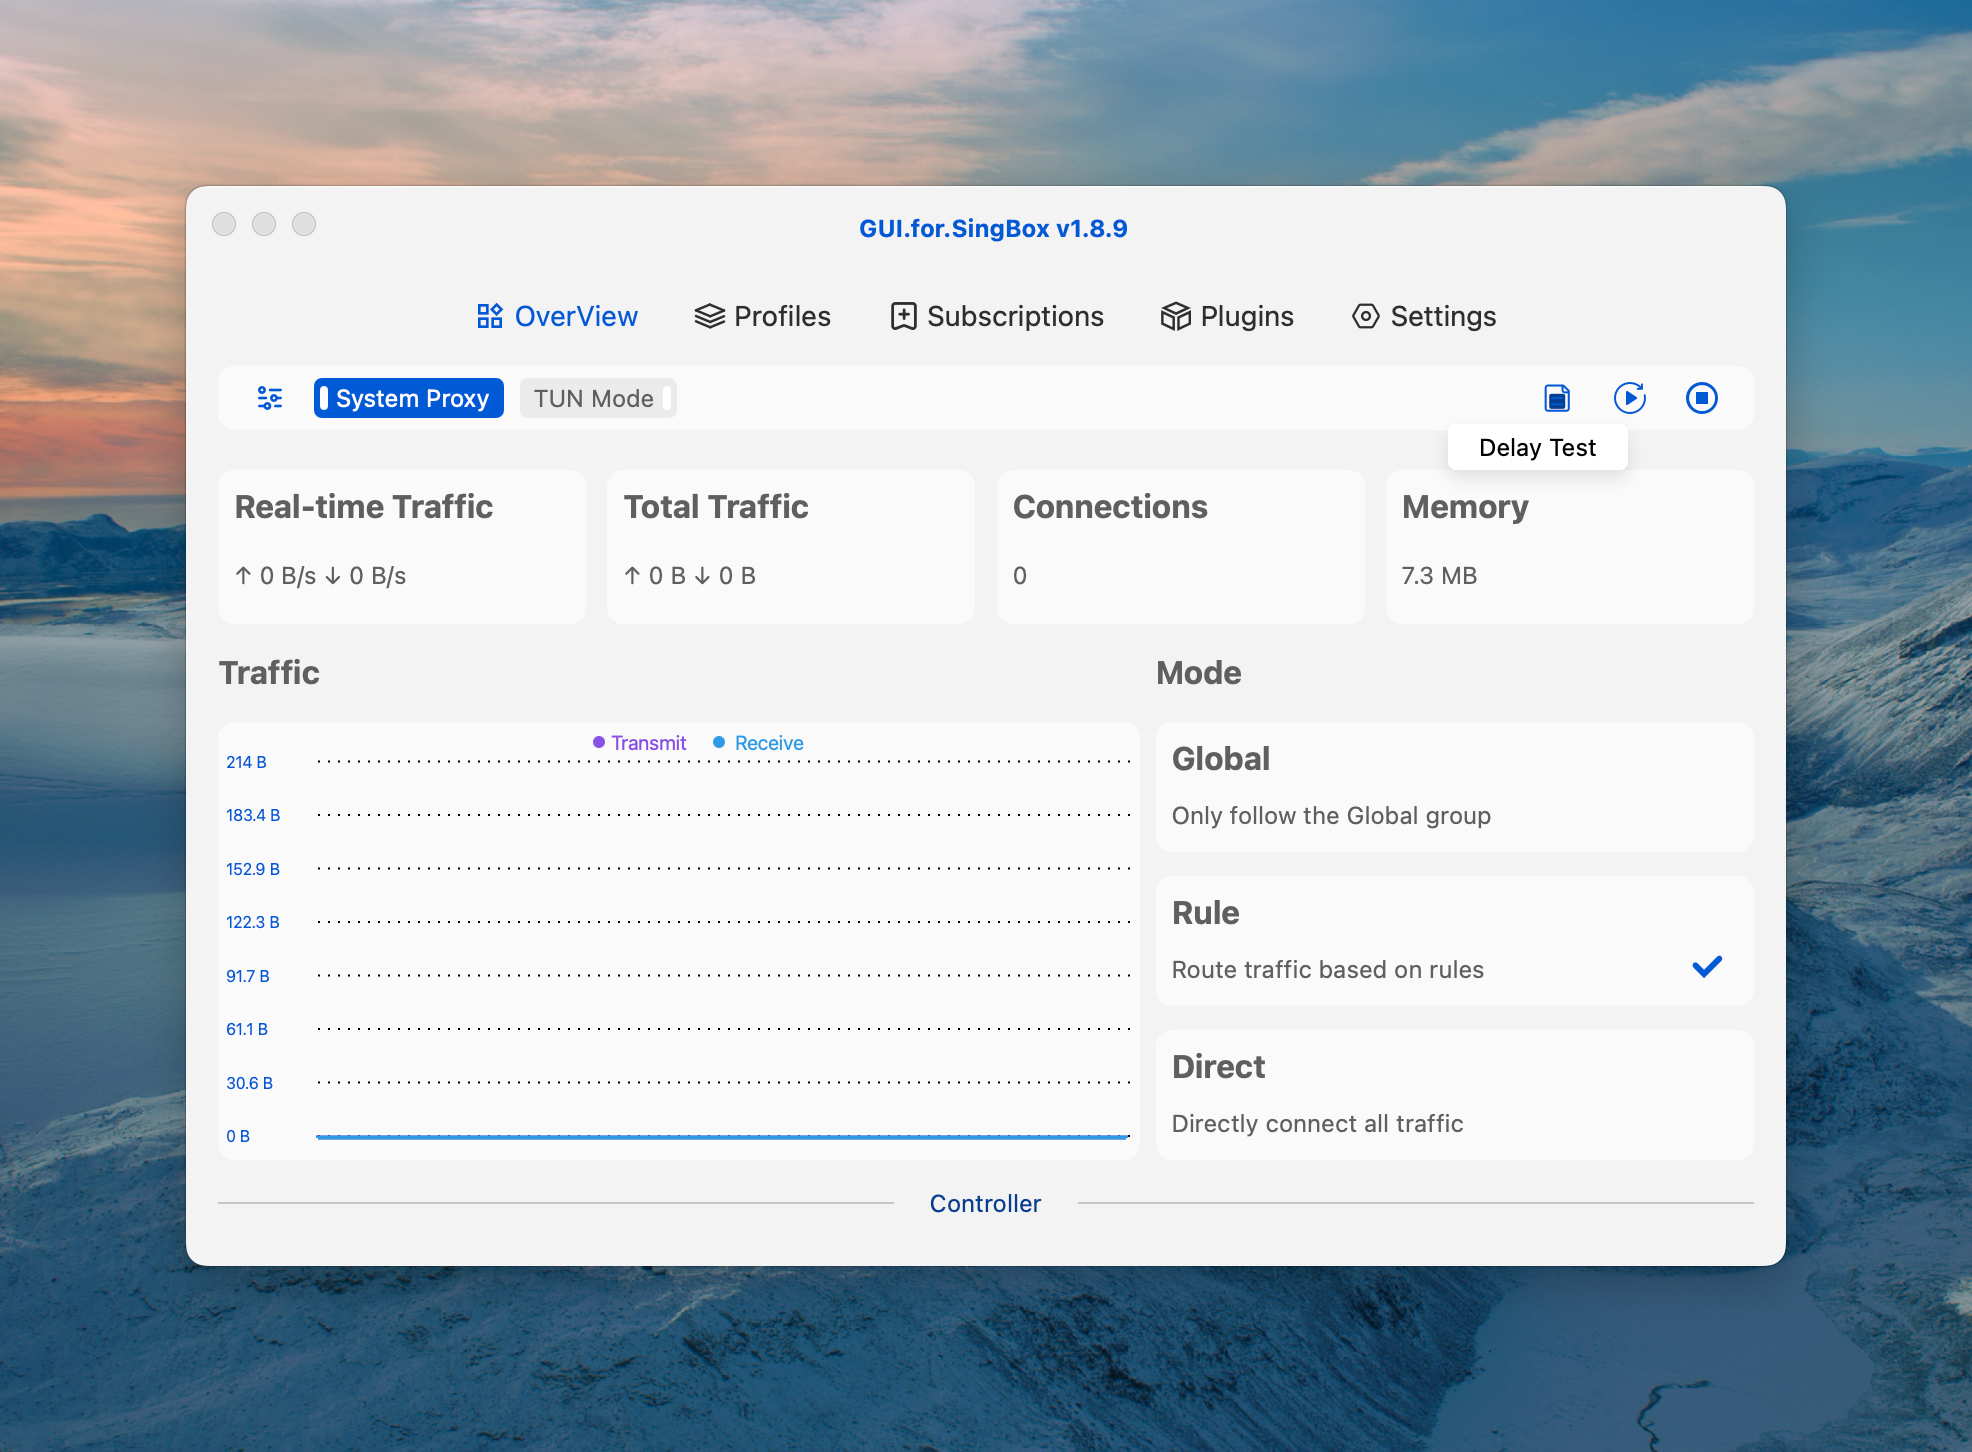 GUI.for.SingBox v1.8.9
OverView
Profiles
Subscriptions
Plugins
Settings
System Proxy
TUN Mode
Delay Test
Real-time Traffic
↑ 0 B/s ↓ 0 B/s
Total Traffic
↑ 0 B ↓ 0 B
Connections
0
Memory
7.3 MB
Traffic
Transmit
Receive
214 B
183.4 B
152.9 B
122.3 B
91.7 B
61.1 B
30.6 B
0 B
Mode
Global
Only follow the Global group
Rule
Route traffic based on rules
Direct
Directly connect all traffic
Controller